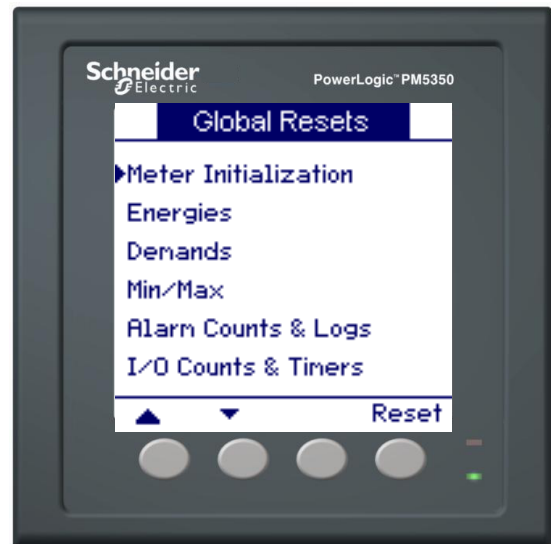 Schneider
Electric
PowerLogic™ PM5350
Global Resets
Meter Initialization
Energies
Demands
Min/Max
Alarm Counts & Logs
I/O Counts & Timers
Reset